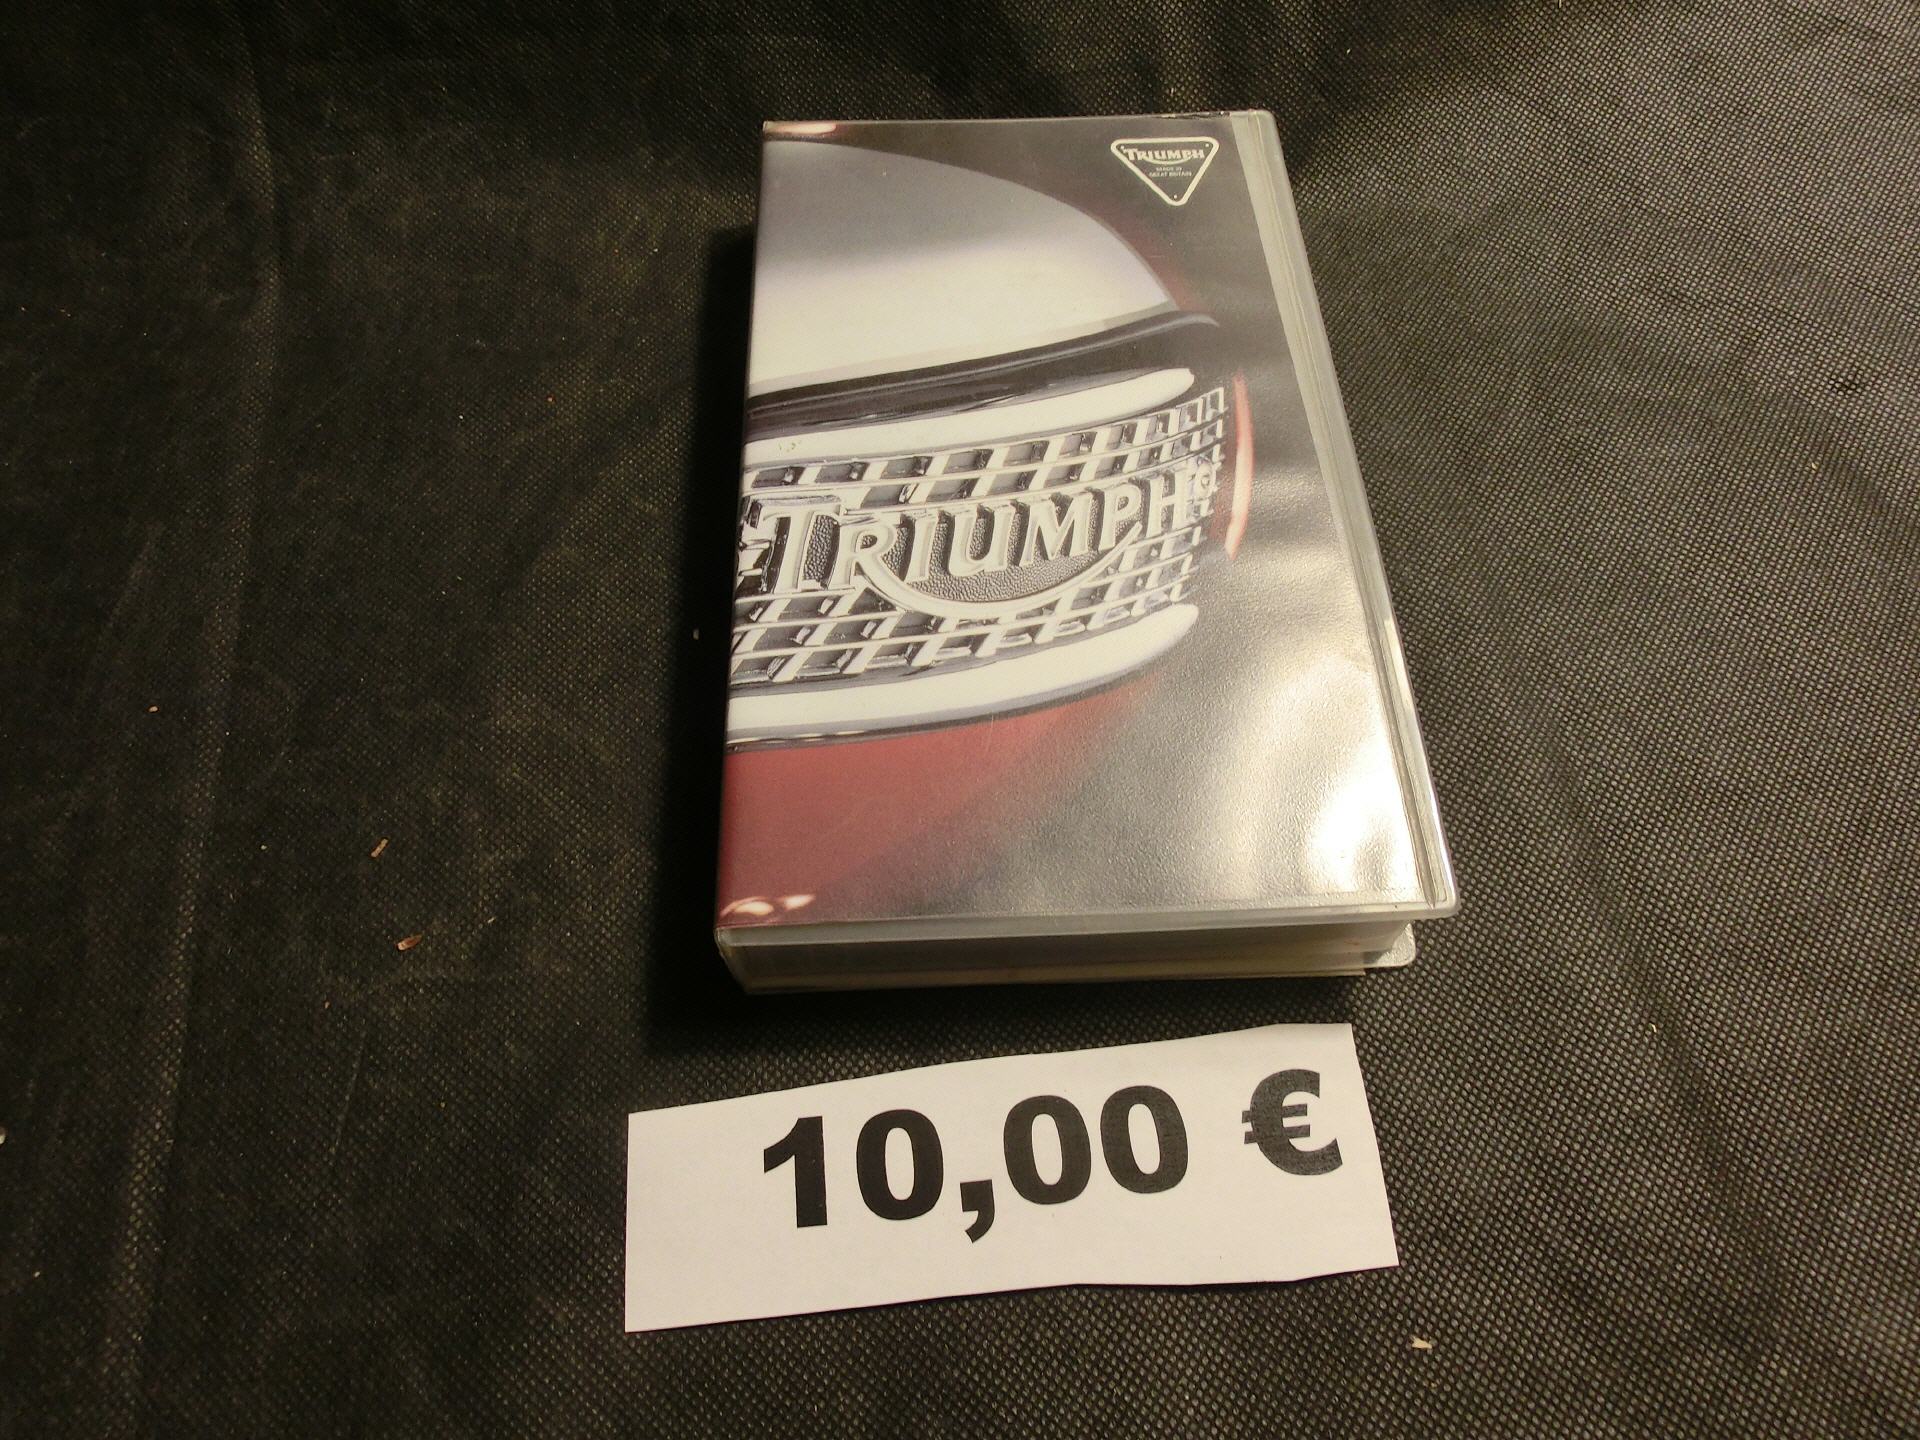 TRIUMPH
MADE IN
GREAT BRITAIN
TRIUMPH
10,00 €